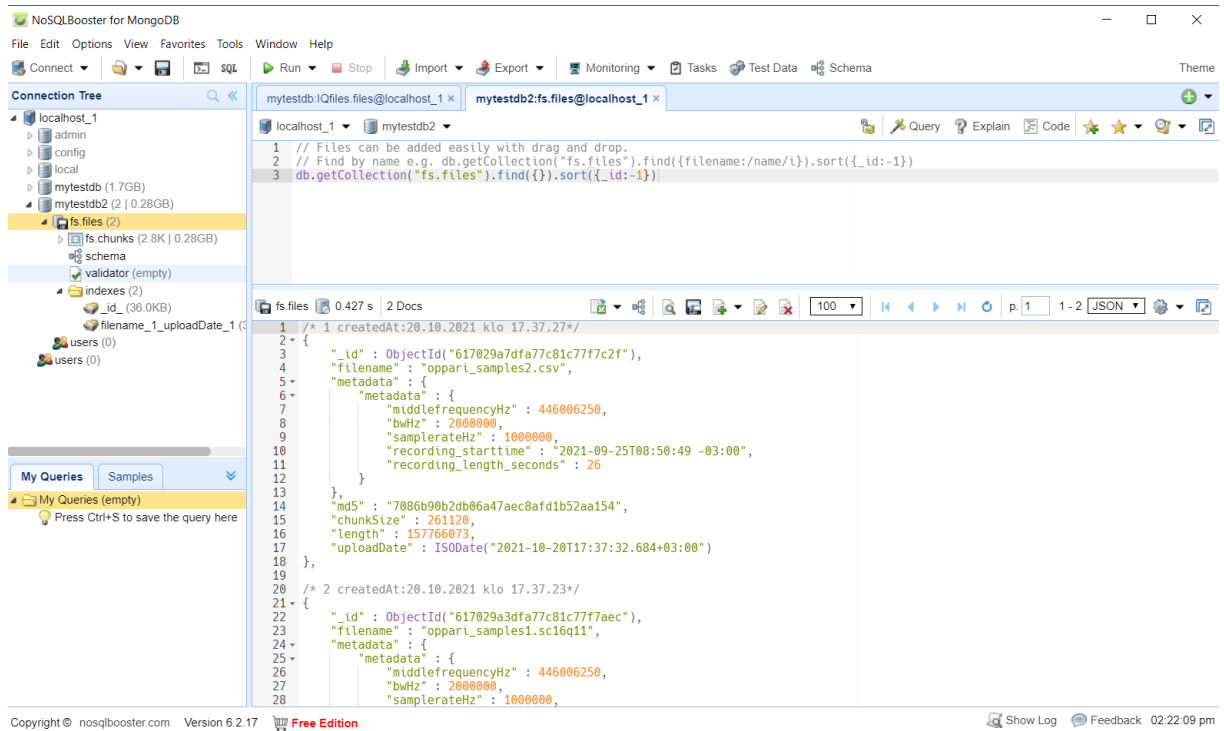 NoSQLBooster for MongoDB
File Edit Options View Favorites Tools Window Help
Connect SQL Run Stop Import Export Monitoring Tasks Test Data Schema Theme
Connection Tree
localhost_1
admin
config
local
mytestdb (1.7GB)
mytestdb2 (2 | 0.28GB)
fs.files (2)
fs.chunks (2.8K | 0.28GB)
schema
validator (empty)
indexes (2)
_id_ (36.0KB)
filename_1_uploadDate_1 (3
users (0)
users (0)
My Queries Samples
My Queries (empty)
Press Ctrl+S to save the query here
mytestdb:IQfiles.files@localhost_1 × mytestdb2:fs.files@localhost_1 ×
localhost_1 mytestdb2 Query Explain Code
1 // Files can be added easily with drag and drop.
2 // Find by name e.g. db.getCollection("fs.files").find({filename:/name/i}).sort({_id:-1})
3 db.getCollection("fs.files").find({}).sort({_id:-1})
fs.files 0.427 s 2 Docs 100 p. 1 1 - 2 JSON
1 /* 1 createdAt:20.10.2021 klo 17.37.27*/
2 {
3 "_id" : ObjectId("617029a7dfa77c81c77f7c2f"),
4 "filename" : "oppari_samples2.csv",
5 "metadata" : {
6 "metadata" : {
7 "middlefrequencyHz" : 446006250,
8 "bwHz" : 2000000,
9 "samplerateHz" : 1000000,
10 "recording_starttime" : "2021-09-25T08:50:49 -03:00",
11 "recording_length_seconds" : 26
12 }
13 },
14 "md5" : "7086b90b2db06a47aec8afd1b52aa154",
15 "chunkSize" : 261120,
16 "length" : 157766073,
17 "uploadDate" : ISODate("2021-10-20T17:37:32.684+03:00")
18 },
19
20 /* 2 createdAt:20.10.2021 klo 17.37.23*/
21 {
22 "_id" : ObjectId("617029a3dfa77c81c77f7aec"),
23 "filename" : "oppari_samples1.sc16q11",
24 "metadata" : {
25 "metadata" : {
26 "middlefrequencyHz" : 446006250,
27 "bwHz" : 2000000,
28 "samplerateHz" : 1000000,
Copyright © nosqlbooster.com Version 6.2.17 Free Edition Show Log Feedback 02:22:09 pm